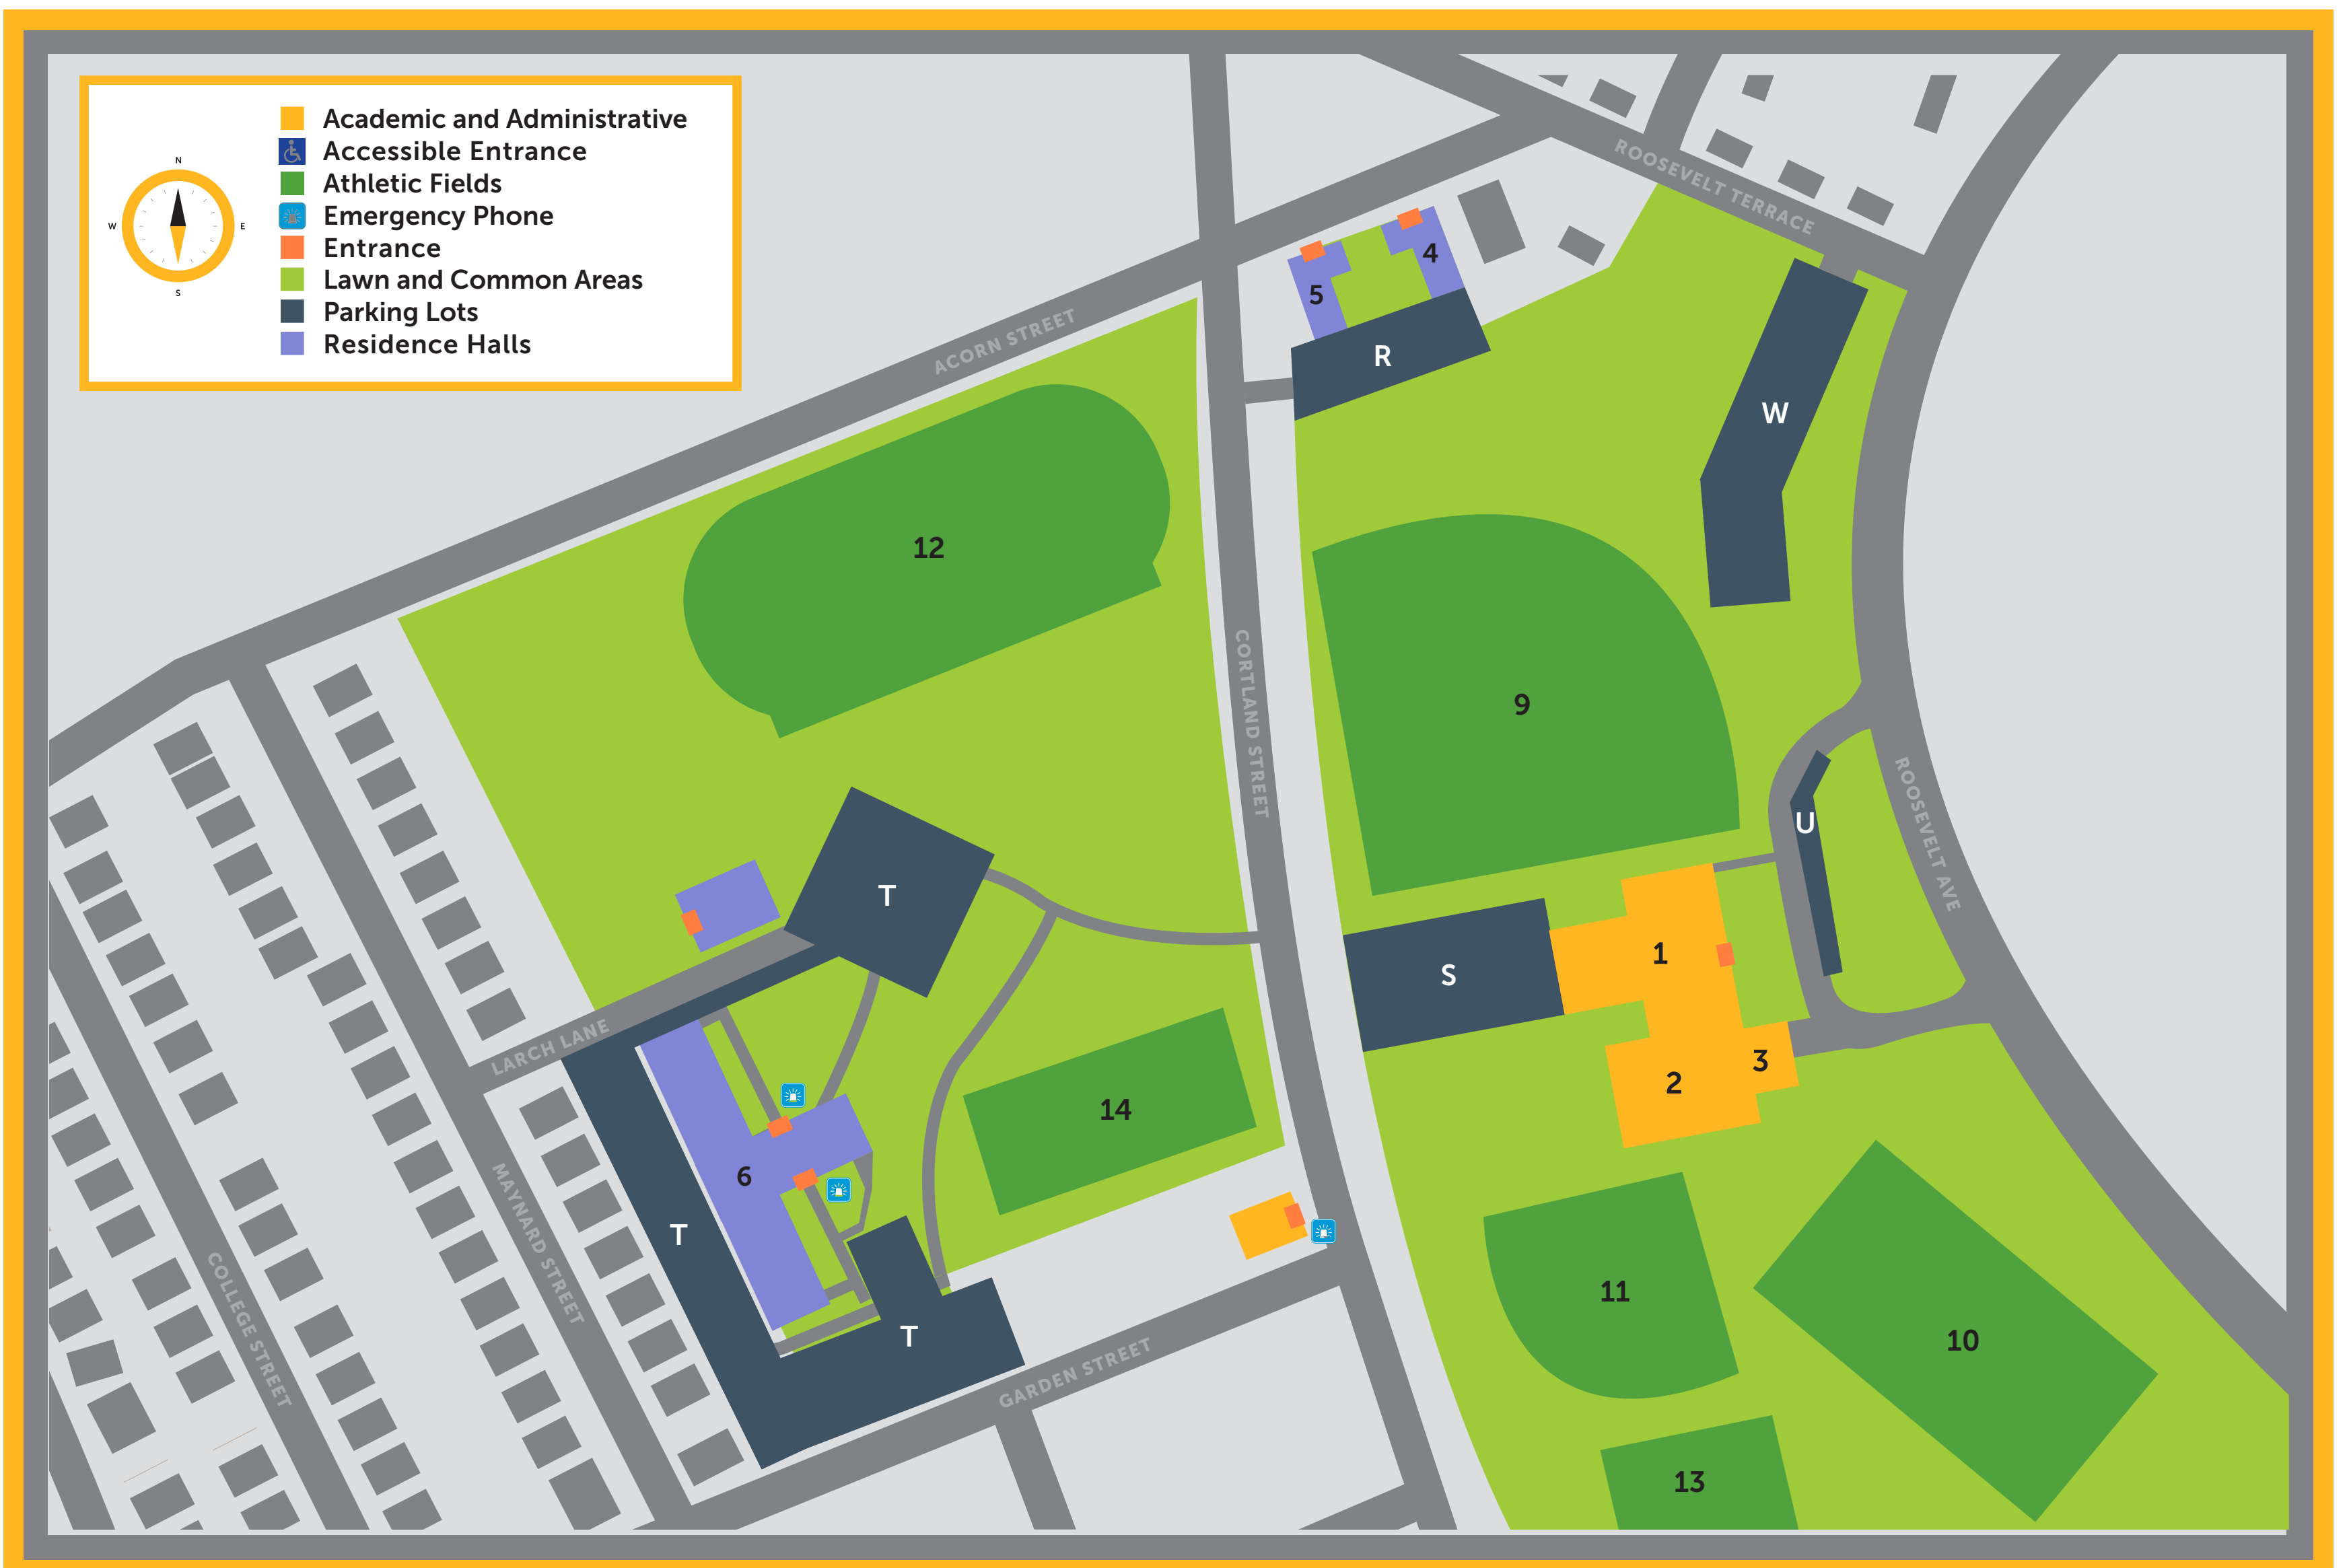 N
W
E
S
Academic and Administrative
Accessible Entrance
Athletic Fields
Emergency Phone
Entrance
Lawn and Common Areas
Parking Lots
Residence Halls
ROOSEVELT TERRACE
ACORN STREET
4
5
R
W
12
CORTLAND STREET
9
ROOSEVELT AVE
U
T
1
S
LARCH LANE
3
2
14
6
MAYNARD STREET
T
COLLEGE STREET
T
GARDEN STREET
11
10
13